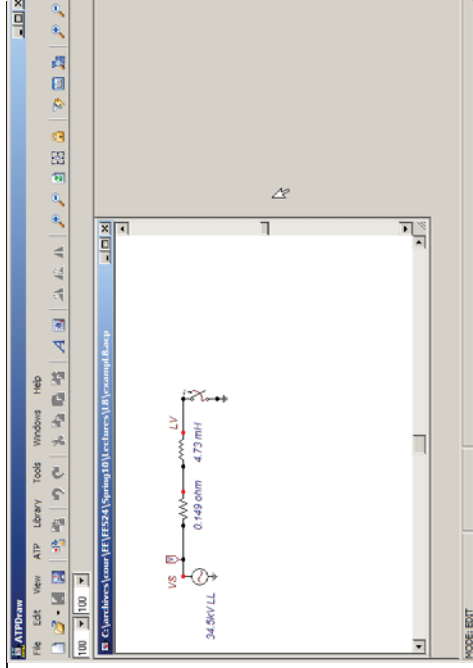 ATPDraw
File Edit View ATP Library Tools Windows Help
100 100
C:\archives\cour\EE\EE524\Spring10\Lectures\L8\exampL8.acp
VS
V
LV
34.5kV LL
0.149 ohm
4.73 mH
MODE: EDIT